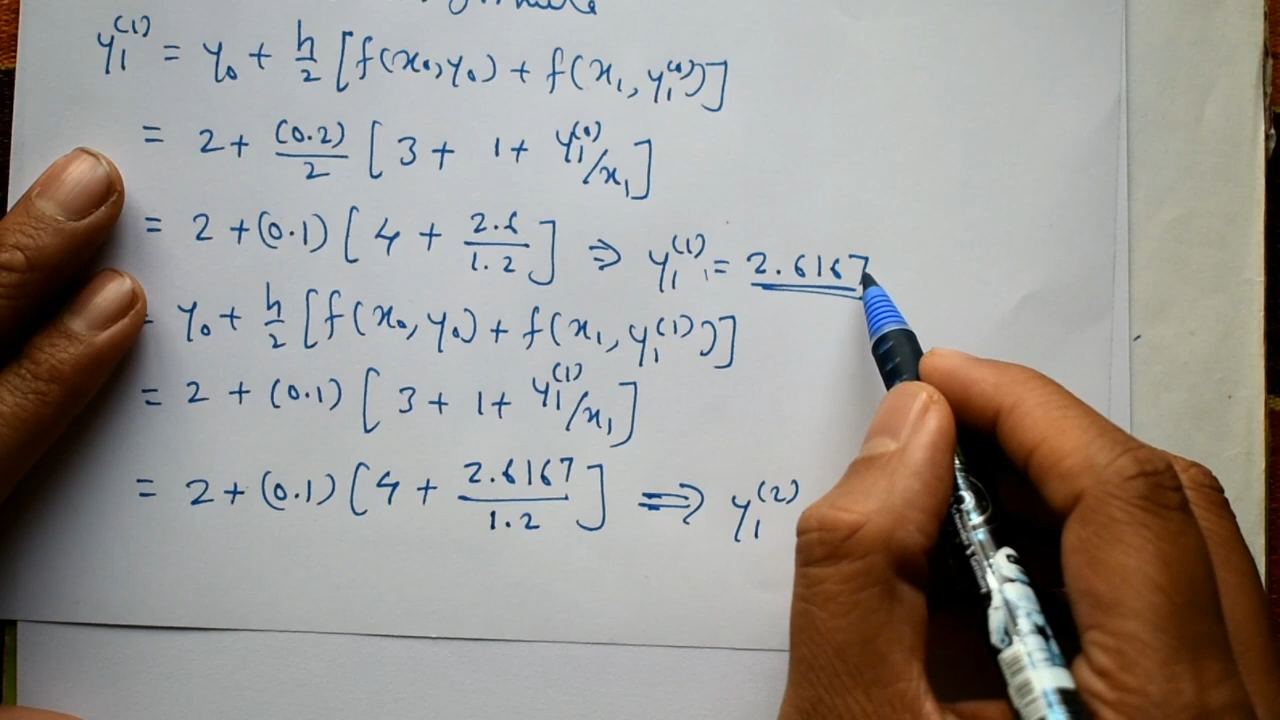 y₁⁽¹⁾ = y₀ + h/2 [f(x₀, y₀) + f(x₁, y₁⁽⁰⁾)]
= 2 + (0.2)/2 [3 + 1 + y₁⁽⁰⁾/x₁]
= 2 + (0.1) [4 + 2.6/1.2] ⇒ y₁⁽¹⁾ = 2.6167
= y₀ + h/2 [f(x₀, y₀) + f(x₁, y₁⁽¹⁾)]
= 2 + (0.1) [3 + 1 + y₁⁽¹⁾/x₁]
= 2 + (0.1) [4 + 2.6167/1.2] ⇒ y₁⁽²⁾